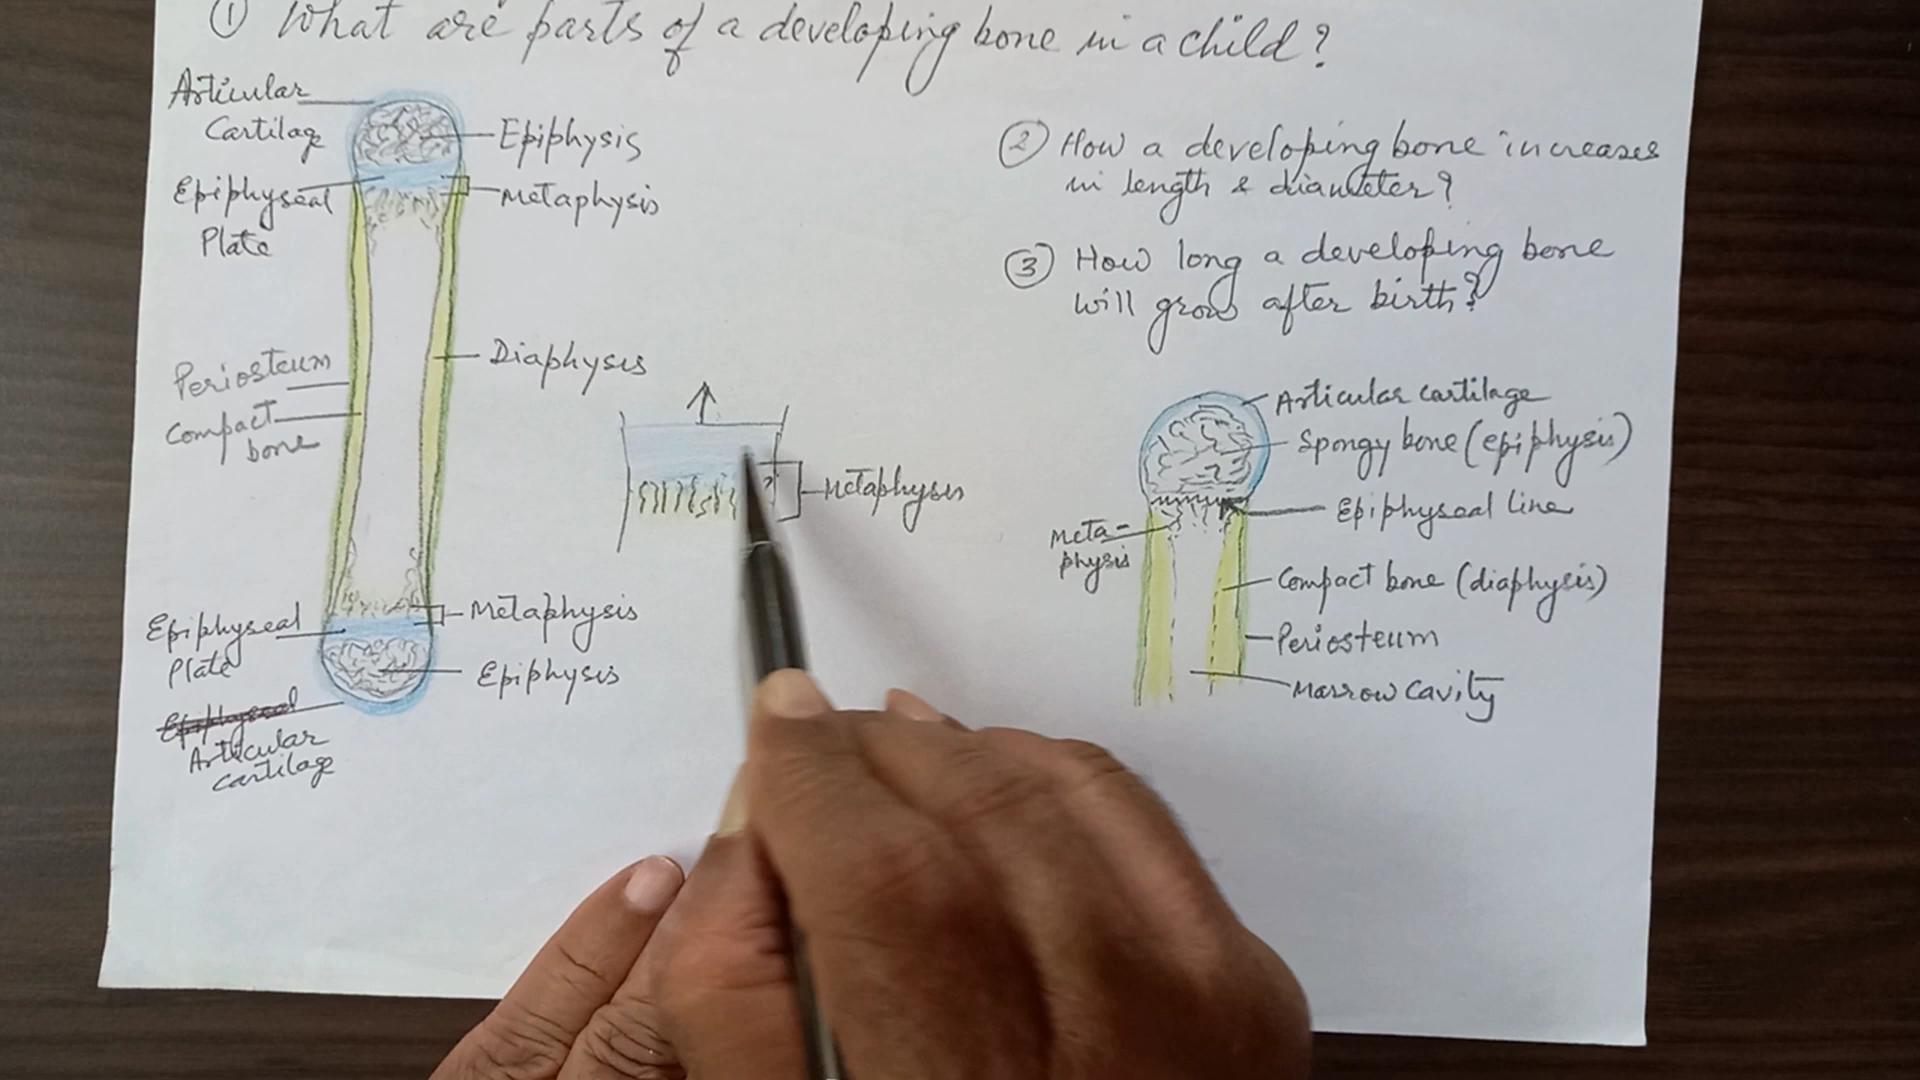 ① What are parts of a developing bone in a child?
Articular
Cartilag
Epiphysis
Epiphyseal
Plate
Metaphysis
Periosteum
Compact
bone
Diaphysis
Epiphyseal
Plate
Metaphysis
Epiphysis
Epiphyseal
Articular
cartilage
Metaphysis
② How a developing bone increases
in length & diameter?
③ How long a developing bone
will grow after birth?
Articular cartilage
Spongy bone (epiphysis)
Epiphyseal line
Meta-
physis
Compact bone (diaphysis)
Periosteum
Marrow cavity